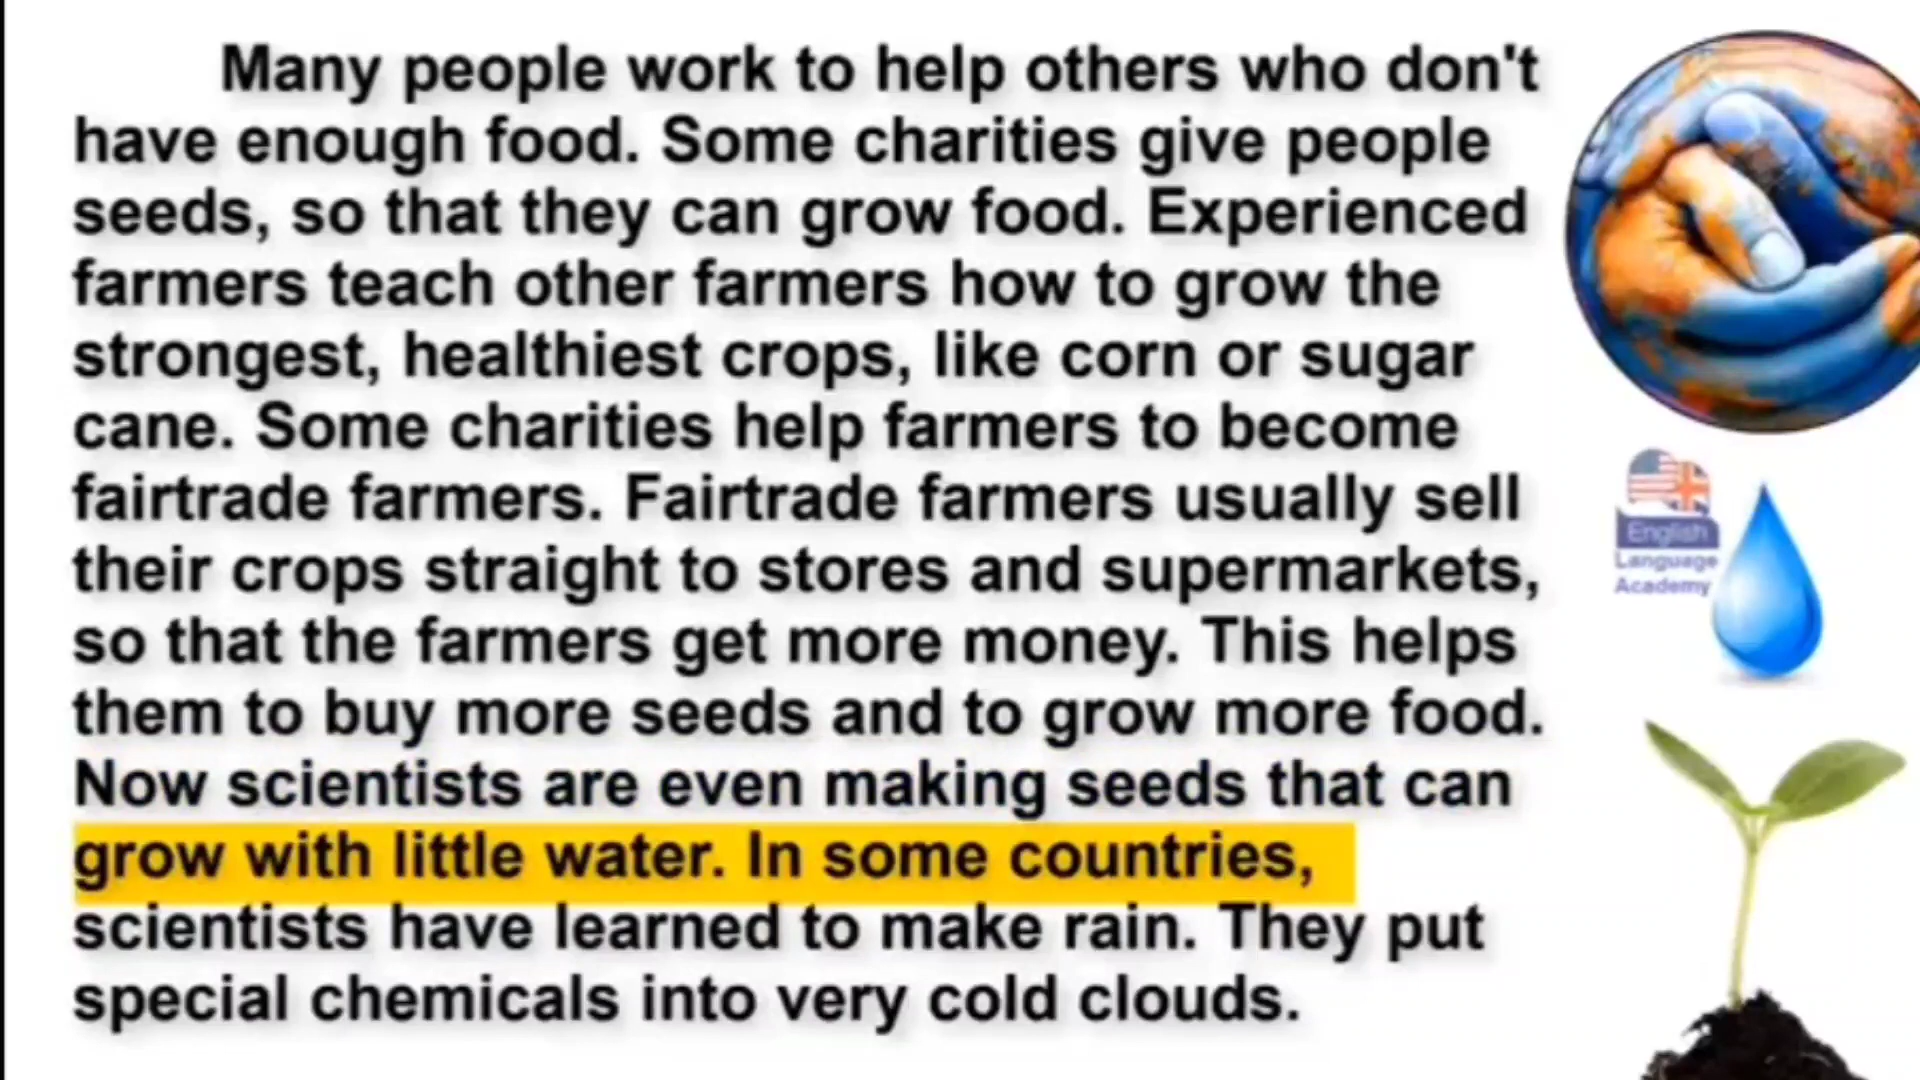 Many people work to help others who don't
have enough food. Some charities give people
seeds, so that they can grow food. Experienced
farmers teach other farmers how to grow the
strongest, healthiest crops, like corn or sugar
cane. Some charities help farmers to become
fairtrade farmers. Fairtrade farmers usually sell
their crops straight to stores and supermarkets,
so that the farmers get more money. This helps
them to buy more seeds and to grow more food.
Now scientists are even making seeds that can
grow with little water. In some countries,
scientists have learned to make rain. They put
special chemicals into very cold clouds.
English
Language
Academy